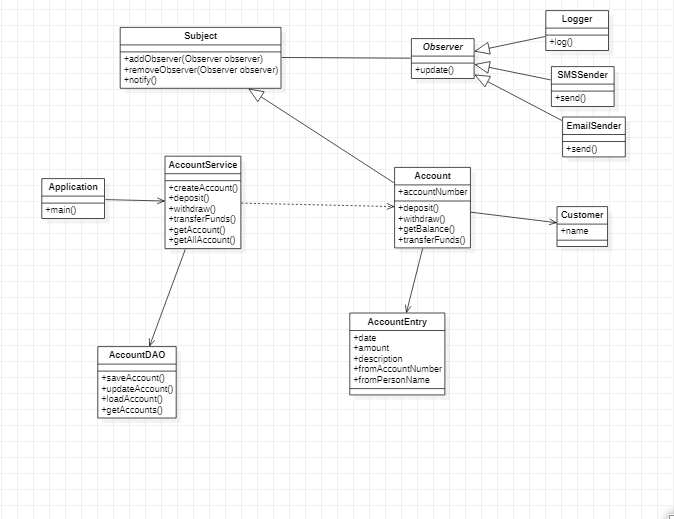 Subject
+addObserver(Observer observer)
+removeObserver(Observer observer)
+notify()
Observer
+update()
Logger
+log()
SMSSender
+send()
EmailSender
+send()
Application
+main()
AccountService
+createAccount()
+deposit()
+withdraw()
+transferFunds()
+getAccount()
+getAllAccount()
Account
+accountNumber
+deposit()
+withdraw()
+getBalance()
+transferFunds()
Customer
+name
AccountDAO
+saveAccount()
+updateAccount()
+loadAccount()
+getAccounts()
AccountEntry
+date
+amount
+description
+fromAccountNumber
+fromPersonName